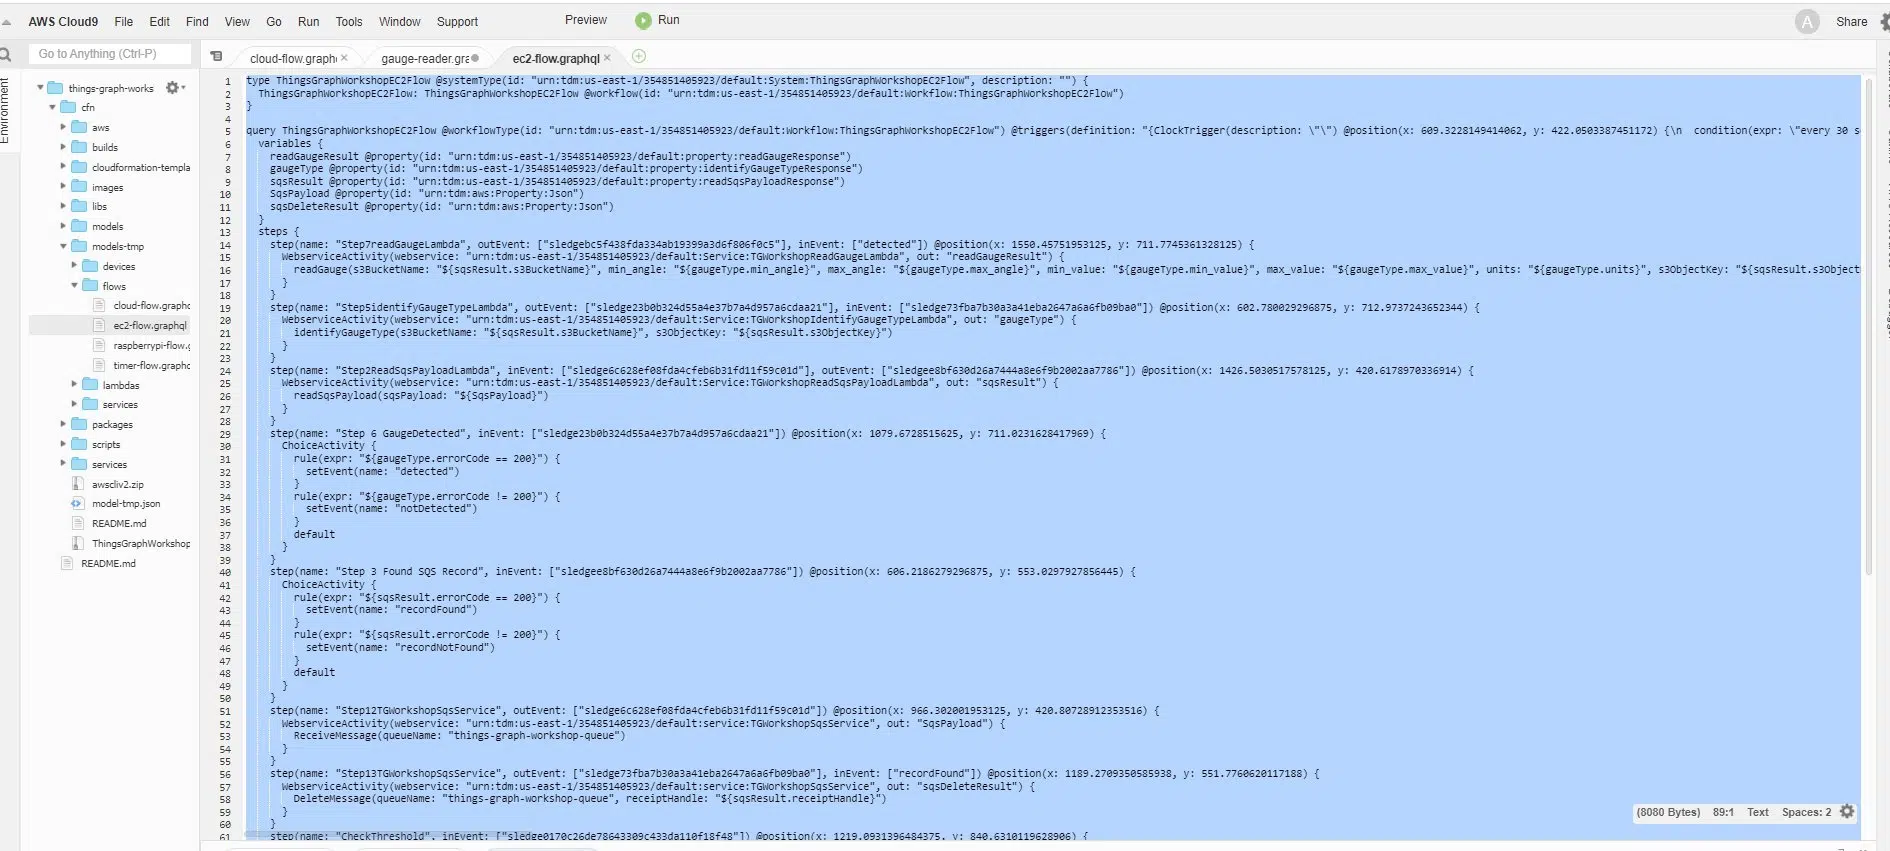 AWS Cloud9 File Edit Find View Go Run Tools Window Support Preview Run A Share
Go to Anything (Ctrl-P)
cloud-flow.graph
gauge-reader.gra
ec2-flow.graphql
Environment
things-graph-works
cfn
aws
builds
cloudformation-templa
images
libs
models
models-tmp
devices
flows
cloud-flow.graphq
ec2-flow.graphql
raspberrypi-flow.g
timer-flow.graphq
lambdas
services
packages
scripts
services
awscliv2.zip
model-tmp.json
README.md
ThingsGraphWorkshop
README.md
1 type ThingsGraphWorkshopEC2Flow @systemType(id: "urn:tdm:us-east-1/354851405923/default:System:ThingsGraphWorkshopEC2Flow", description: "") {
2 ThingsGraphWorkshopEC2Flow: ThingsGraphWorkshopEC2Flow @workflow(id: "urn:tdm:us-east-1/354851405923/default:Workflow:ThingsGraphWorkshopEC2Flow")
3 }
4
5 query ThingsGraphWorkshopEC2Flow @workflowType(id: "urn:tdm:us-east-1/354851405923/default:Workflow:ThingsGraphWorkshopEC2Flow") @triggers(definition: "{ClockTrigger(description: \"\") @position(x: 609.3228149414062, y: 422.0503387451172) {\n condition(expr: \"every 30 s
6 variables {
7 readGaugeResult @property(id: "urn:tdm:us-east-1/354851405923/default:property:readGaugeResponse")
8 gaugeType @property(id: "urn:tdm:us-east-1/354851405923/default:property:identifyGaugeTypeResponse")
9 sqsResult @property(id: "urn:tdm:us-east-1/354851405923/default:property:readSqsPayloadResponse")
10 SqsPayload @property(id: "urn:tdm:aws:Property:Json")
11 sqsDeleteResult @property(id: "urn:tdm:aws:Property:Json")
12 }
13 steps {
14 step(name: "Step7readGaugeLambda", outEvent: ["sledgebc5f438fda334ab19399a3d6f806f0c5"], inEvent: ["detected"]) @position(x: 1550.45751953125, y: 711.7745361328125) {
15 WebserviceActivity(webservice: "urn:tdm:us-east-1/354851405923/default:Service:TGWorkshopReadGaugeLambda", out: "readGaugeResult") {
16 readGauge(s3BucketName: "${sqsResult.s3BucketName}", min_angle: "${gaugeType.min_angle}", max_angle: "${gaugeType.max_angle}", min_value: "${gaugeType.min_value}", max_value: "${gaugeType.max_value}", units: "${gaugeType.units}", s3ObjectKey: "${sqsResult.s3Object
17 }
18 }
19 step(name: "Step5identifyGaugeTypeLambda", outEvent: ["sledge23b0b324d55a4e37b7a4d957a6cdaa21"], inEvent: ["sledge73fba7b30a3a41eba2647a6a6fb09ba0"]) @position(x: 602.780029296875, y: 712.9737243652344) {
20 WebserviceActivity(webservice: "urn:tdm:us-east-1/354851405923/default:Service:TGWorkshopIdentifyGaugeTypeLambda", out: "gaugeType") {
21 identifyGaugeType(s3BucketName: "${sqsResult.s3BucketName}", s3ObjectKey: "${sqsResult.s3ObjectKey}")
22 }
23 }
24 step(name: "Step2ReadSqsPayloadLambda", inEvent: ["sledge6c628ef08fda4cfeb6b31fd11f59c01d"], outEvent: ["sledgee8bf630d26a7444a8e6f9b2002aa7786"]) @position(x: 1426.5030517578125, y: 420.6178970336914) {
25 WebserviceActivity(webservice: "urn:tdm:us-east-1/354851405923/default:Service:TGWorkshopReadSqsPayloadLambda", out: "sqsResult") {
26 readSqsPayload(sqsPayload: "${SqsPayload}")
27 }
28 }
29 step(name: "Step 6 GaugeDetected", inEvent: ["sledge23b0b324d55a4e37b7a4d957a6cdaa21"]) @position(x: 1079.6728515625, y: 711.0231628417969) {
30 ChoiceActivity {
31 rule(expr: "${gaugeType.errorCode == 200}") {
32 setEvent(name: "detected")
33 }
34 rule(expr: "${gaugeType.errorCode != 200}") {
35 setEvent(name: "notDetected")
36 }
37 default
38 }
39 }
40 step(name: "Step 3 Found SQS Record", inEvent: ["sledgee8bf630d26a7444a8e6f9b2002aa7786"]) @position(x: 606.2186279296875, y: 553.0297927856445) {
41 ChoiceActivity {
42 rule(expr: "${sqsResult.errorCode == 200}") {
43 setEvent(name: "recordFound")
44 }
45 rule(expr: "${sqsResult.errorCode != 200}") {
46 setEvent(name: "recordNotFound")
47 }
48 default
49 }
50 }
51 step(name: "Step12TGWorkshopSqsService", outEvent: ["sledge6c628ef08fda4cfeb6b31fd11f59c01d"]) @position(x: 966.302001953125, y: 420.80728912353516) {
52 WebserviceActivity(webservice: "urn:tdm:us-east-1/354851405923/default:service:TGWorkshopSqsService", out: "SqsPayload") {
53 ReceiveMessage(queueName: "things-graph-workshop-queue")
54 }
55 }
56 step(name: "Step13TGWorkshopSqsService", outEvent: ["sledge73fba7b30a3a41eba2647a6a6fb09ba0"], inEvent: ["recordFound"]) @position(x: 1189.2709350585938, y: 551.7760620117188) {
57 WebserviceActivity(webservice: "urn:tdm:us-east-1/354851405923/default:service:TGWorkshopSqsService", out: "sqsDeleteResult") {
58 DeleteMessage(queueName: "things-graph-workshop-queue", receiptHandle: "${sqsResult.receiptHandle}")
59 }
60 }
61 step(name: "CheckThreshold", inEvent: ["sledge0170c26de78643309c433da110f18f48"]) @position(x: 1219.0931396484375, y: 840.6310119628906) {
(8080 Bytes) 89:1 Text Spaces: 2